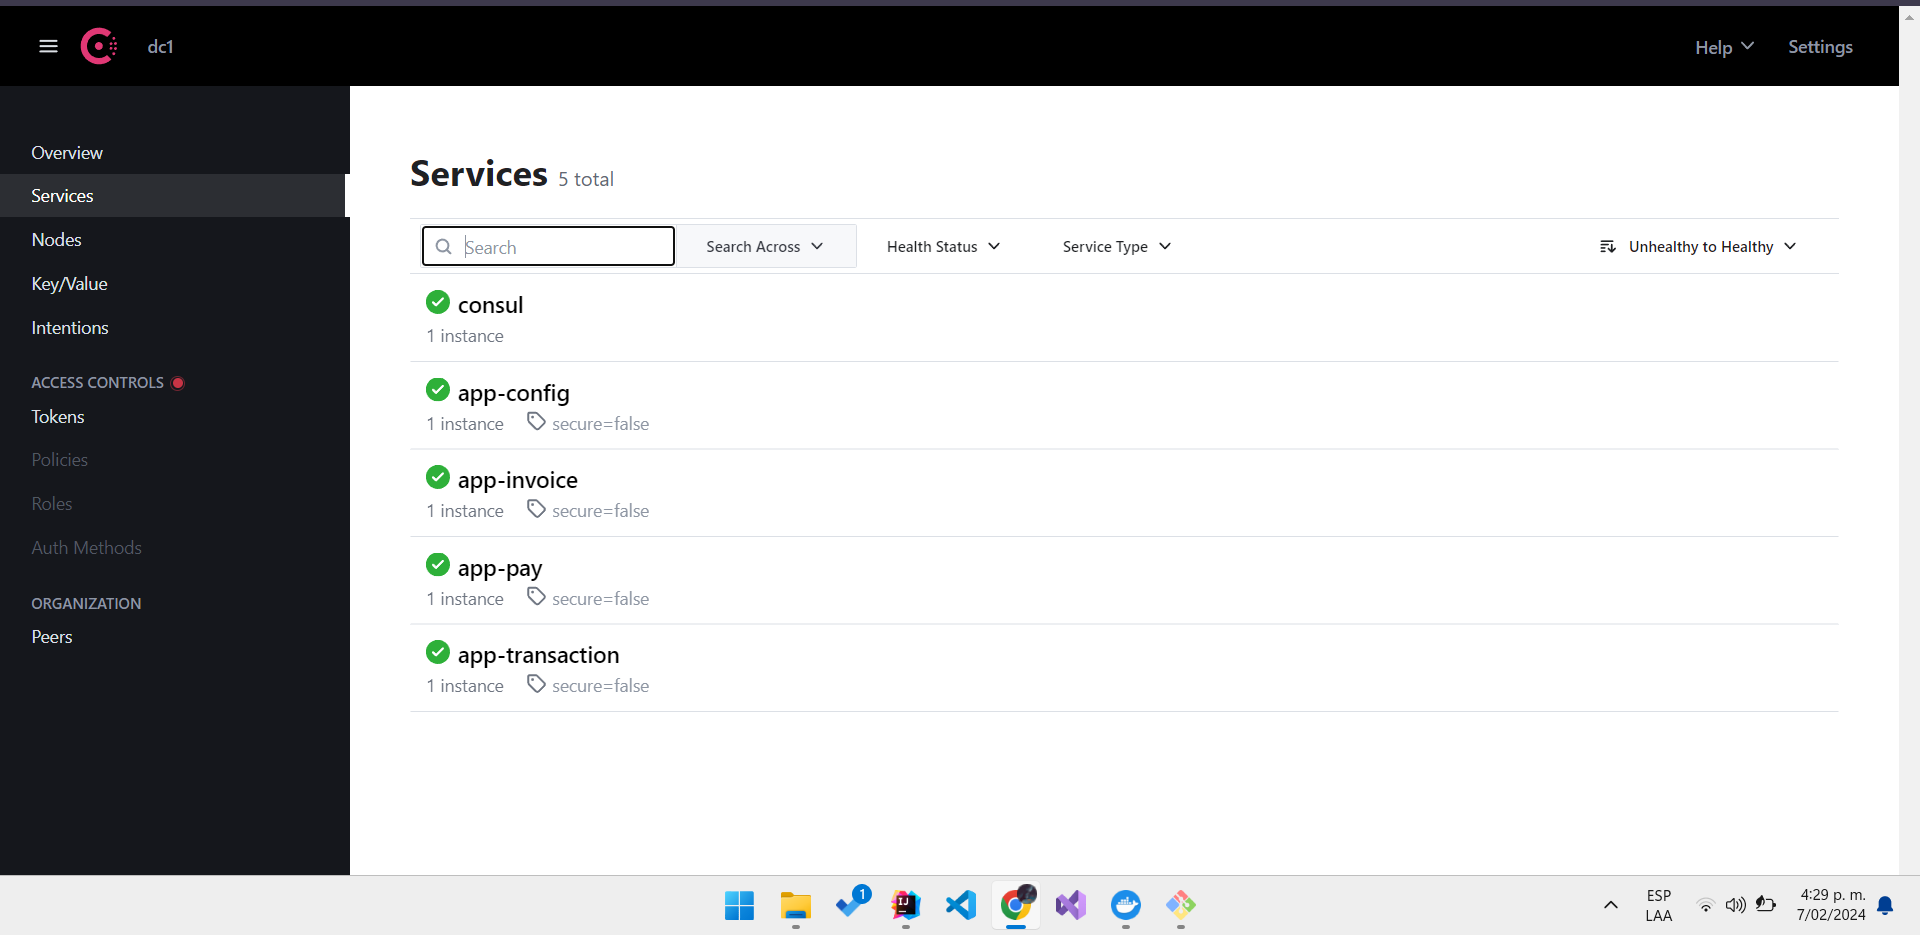 dc1
Help
Settings
Overview
Services
Nodes
Key/Value
Intentions
ACCESS CONTROLS
Tokens
Policies
Roles
Auth Methods
ORGANIZATION
Peers
Services 5 total
Search
Search Across
Health Status
Service Type
Unhealthy to Healthy
consul
1 instance
app-config
1 instance secure=false
app-invoice
1 instance secure=false
app-pay
1 instance secure=false
app-transaction
1 instance secure=false
1
IJ
ESP
LAA
4:29 p. m.
7/02/2024